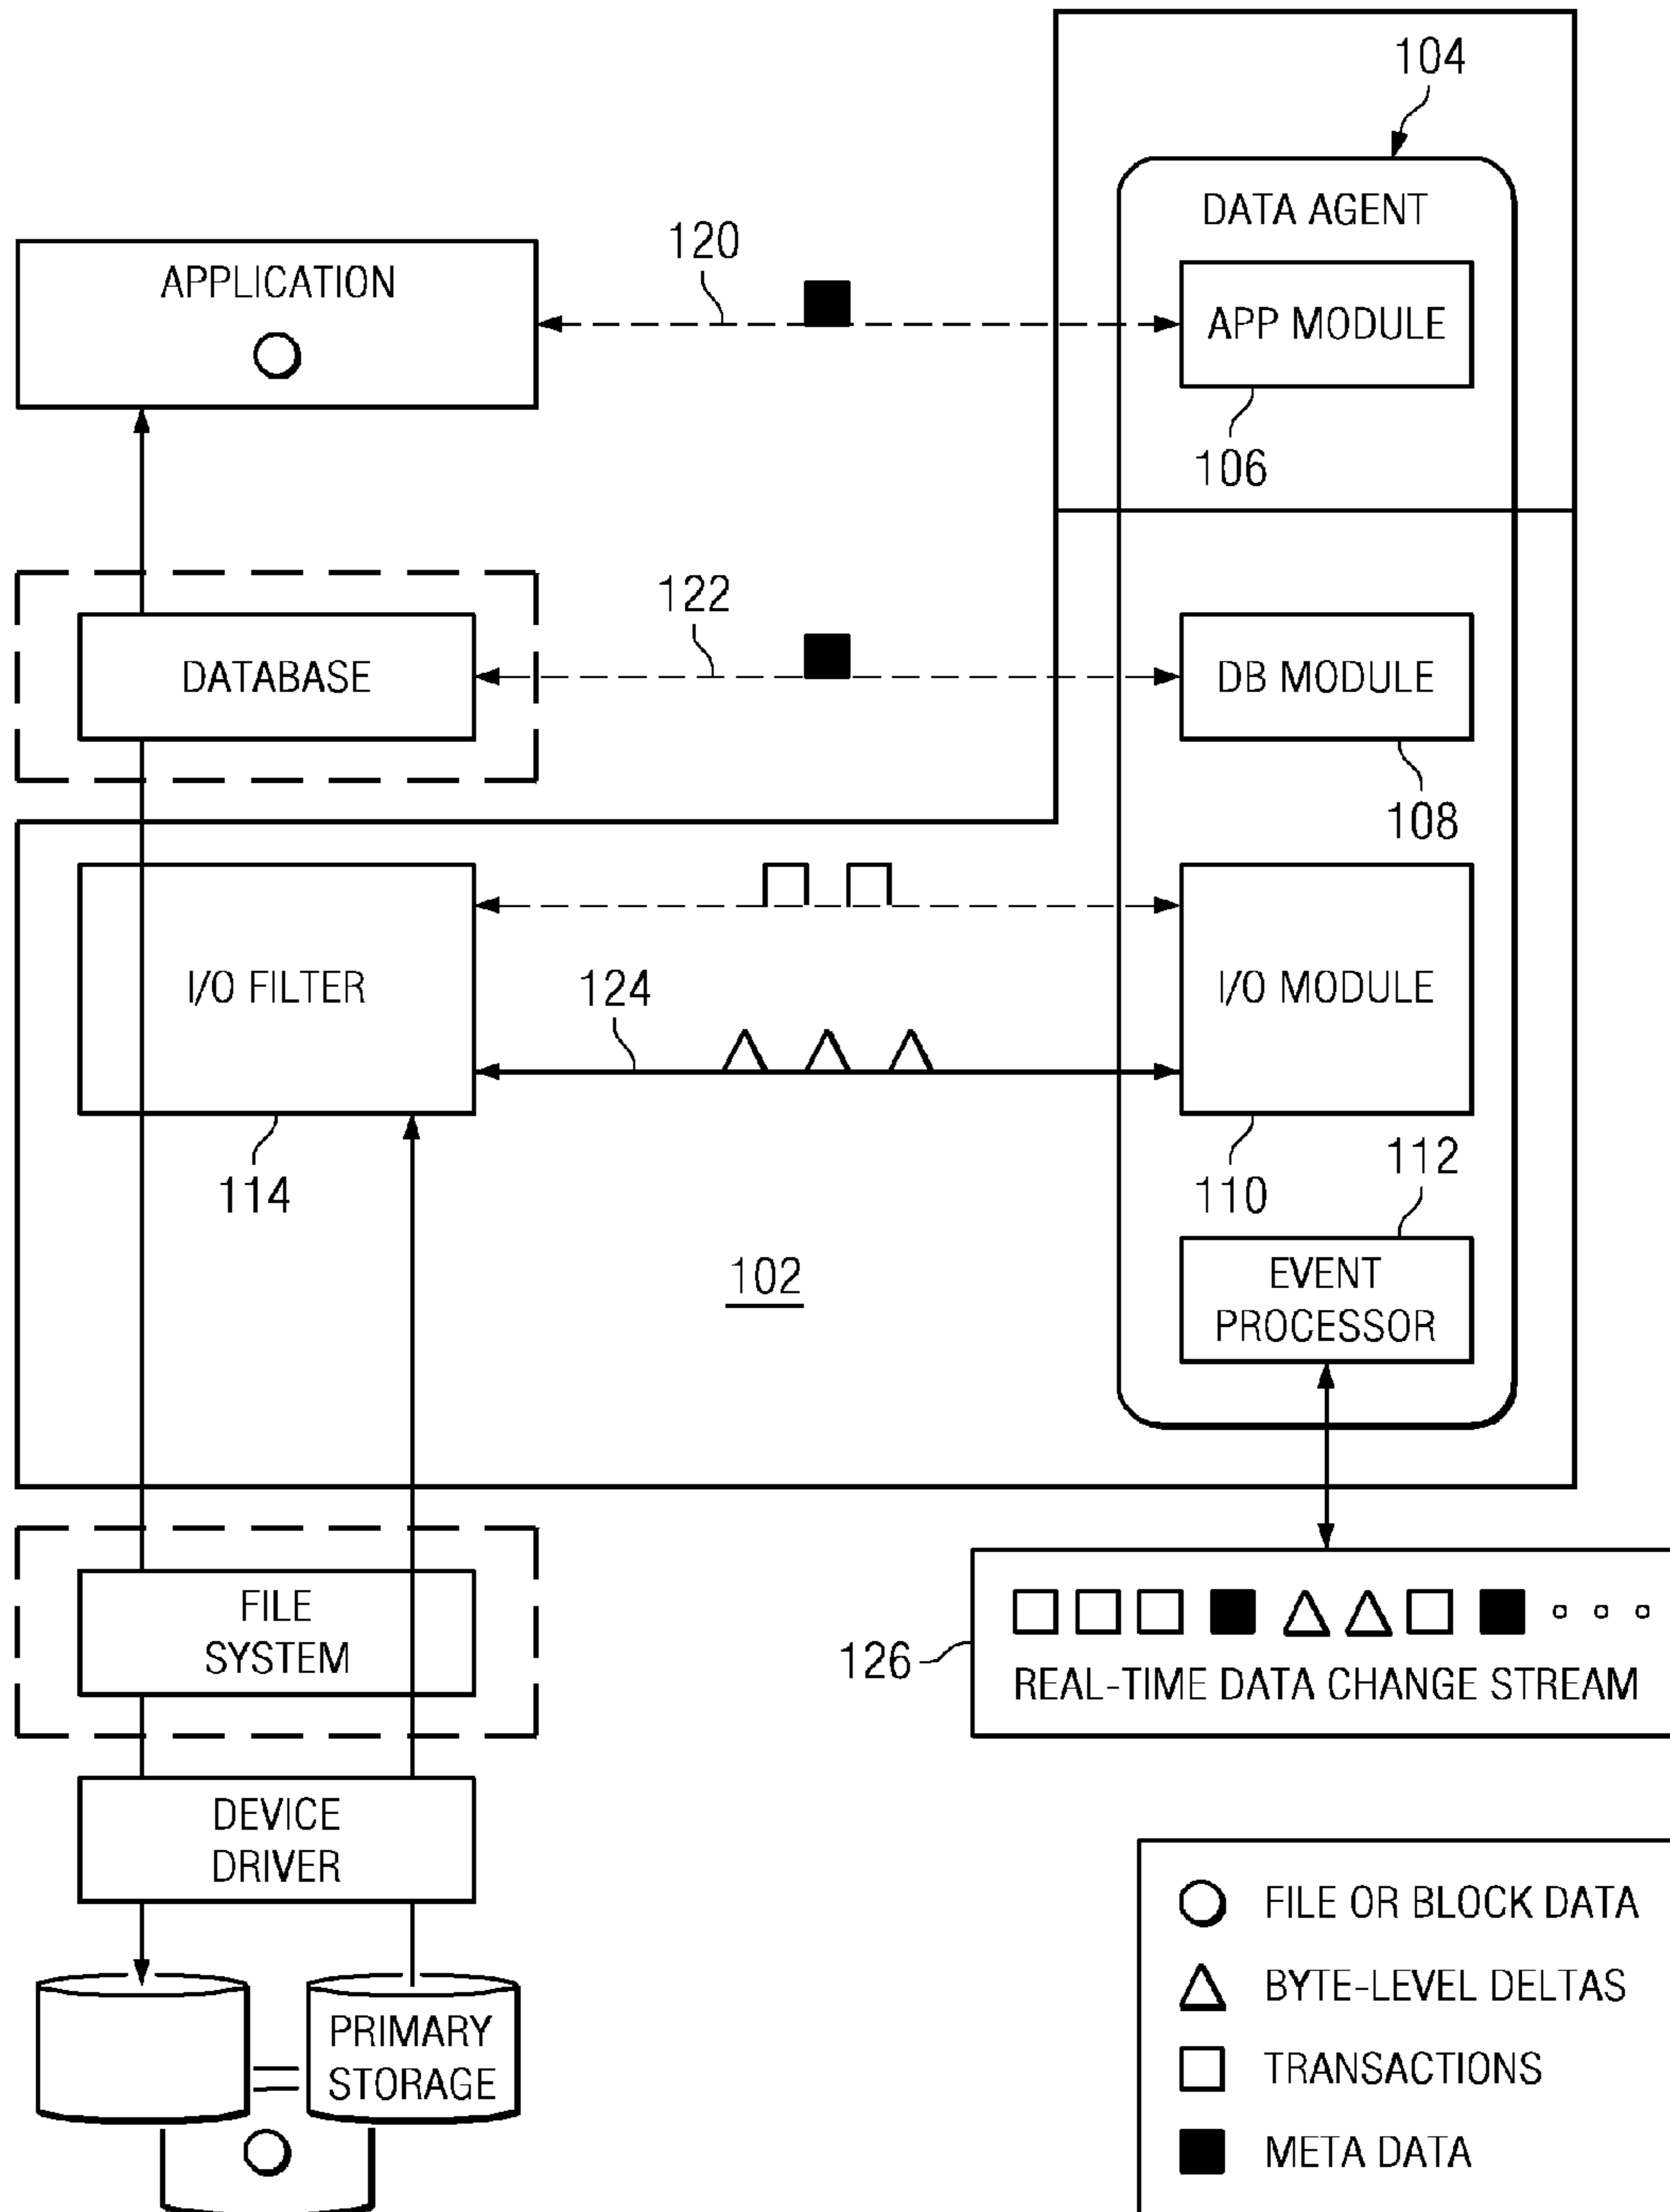 104
DATA AGENT
120
APPLICATION
APP MODULE
106
122
DATABASE
DB MODULE
108
I/O FILTER
124
I/O MODULE
114
110
112
102
EVENT
PROCESSOR
FILE
SYSTEM
126
REAL-TIME DATA CHANGE STREAM
DEVICE
DRIVER
PRIMARY
STORAGE
FILE OR BLOCK DATA
BYTE-LEVEL DELTAS
TRANSACTIONS
META DATA